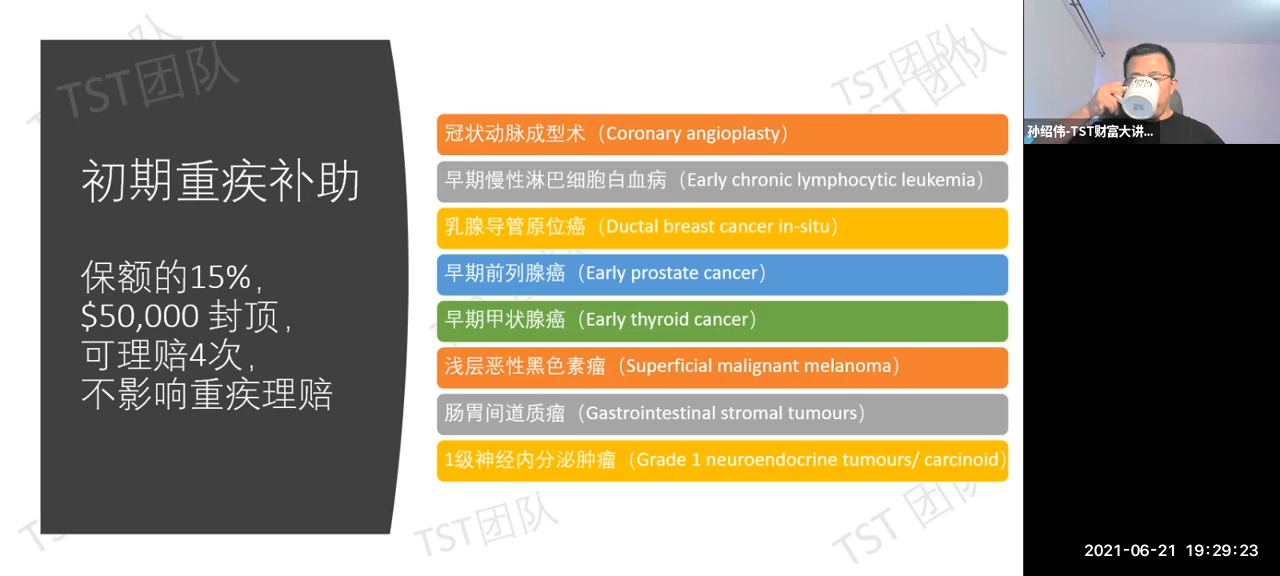 TST团队
TST团队
TST团队
初期重疾补助
保额的15%,
$50,000 封顶,
可理赔4次,
不影响重疾理赔
冠状动脉成型术（Coronary angioplasty）
早期慢性淋巴细胞白血病（Early chronic lymphocytic leukemia）
乳腺导管原位癌（Ductal breast cancer in-situ）
早期前列腺癌（Early prostate cancer）
早期甲状腺癌（Early thyroid cancer）
浅层恶性黑色素瘤（Superficial malignant melanoma）
肠胃间道质瘤（Gastrointestinal stromal tumours）
1级神经内分泌肿瘤（Grade 1 neuroendocrine tumours/ carcinoid）
TST团队
TST 团队
孙绍伟-TST财富大讲...
2021-06-21 19:29:23